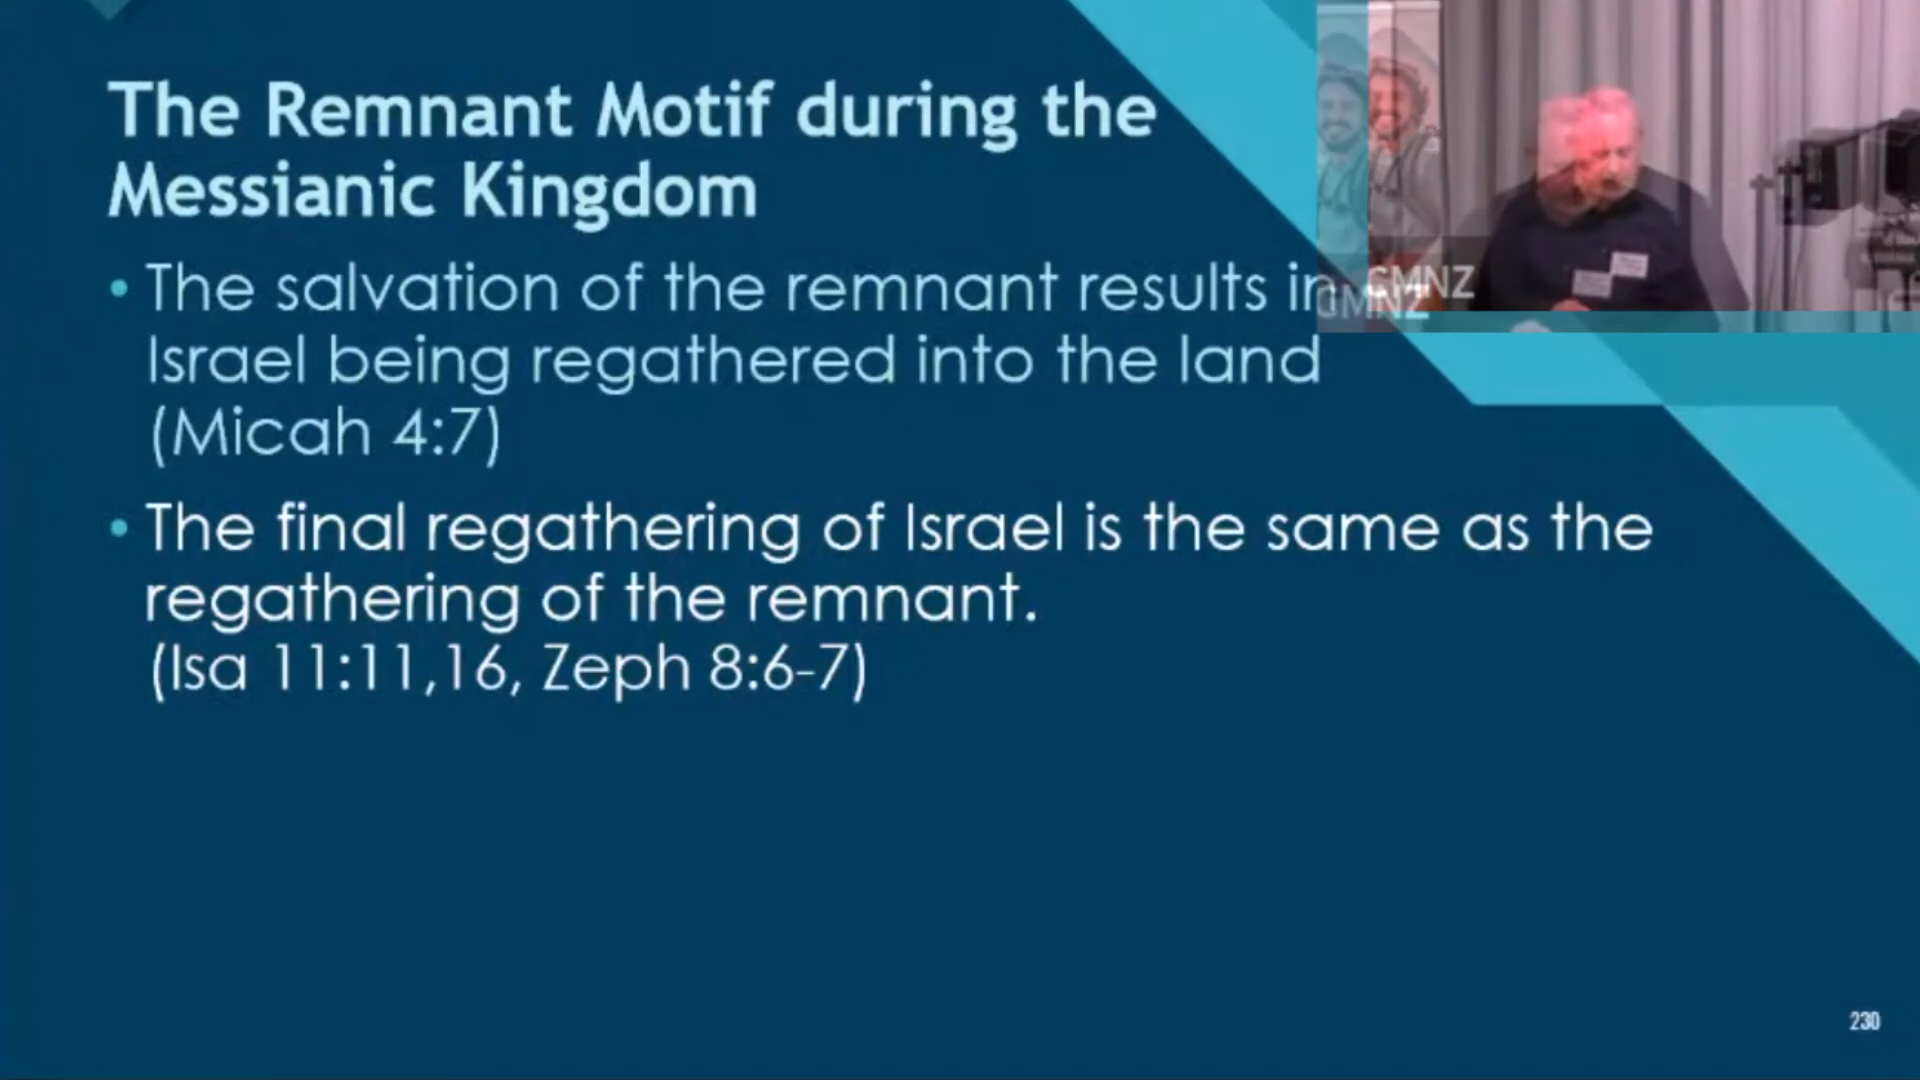 The Remnant Motif during the
Messianic Kingdom
• The salvation of the remnant results in
Israel being regathered into the land
(Micah 4:7)
• The final regathering of Israel is the same as the
regathering of the remnant.
(Isa 11:11,16, Zeph 8:6-7)
CMNZ
CMNZ
230